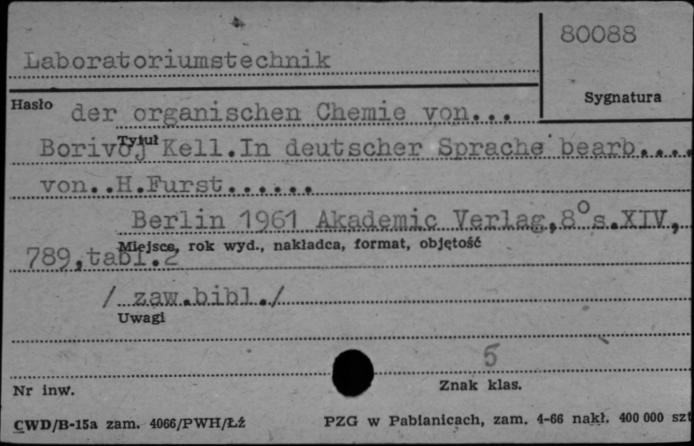 80088
Laboratoriumstechnik
Sygnatura
Hasło
der organischen Chemie von...
Tytuł
Borivoj Kell.In deutscher Sprache bearb....
von..H.Furst......
Berlin 1961 Akademic Verlag,8° s.XIV,
Miejsce, rok wyd., nakładca, format, objętość
789,tabl.2
/ zaw.bibl./
Uwagi
5
Nr inw.
Znak klas.
CWD/B-15a zam. 4066/PWH/Łź
PZG w Pabianicach, zam. 4-66 nakł. 400 000 szt